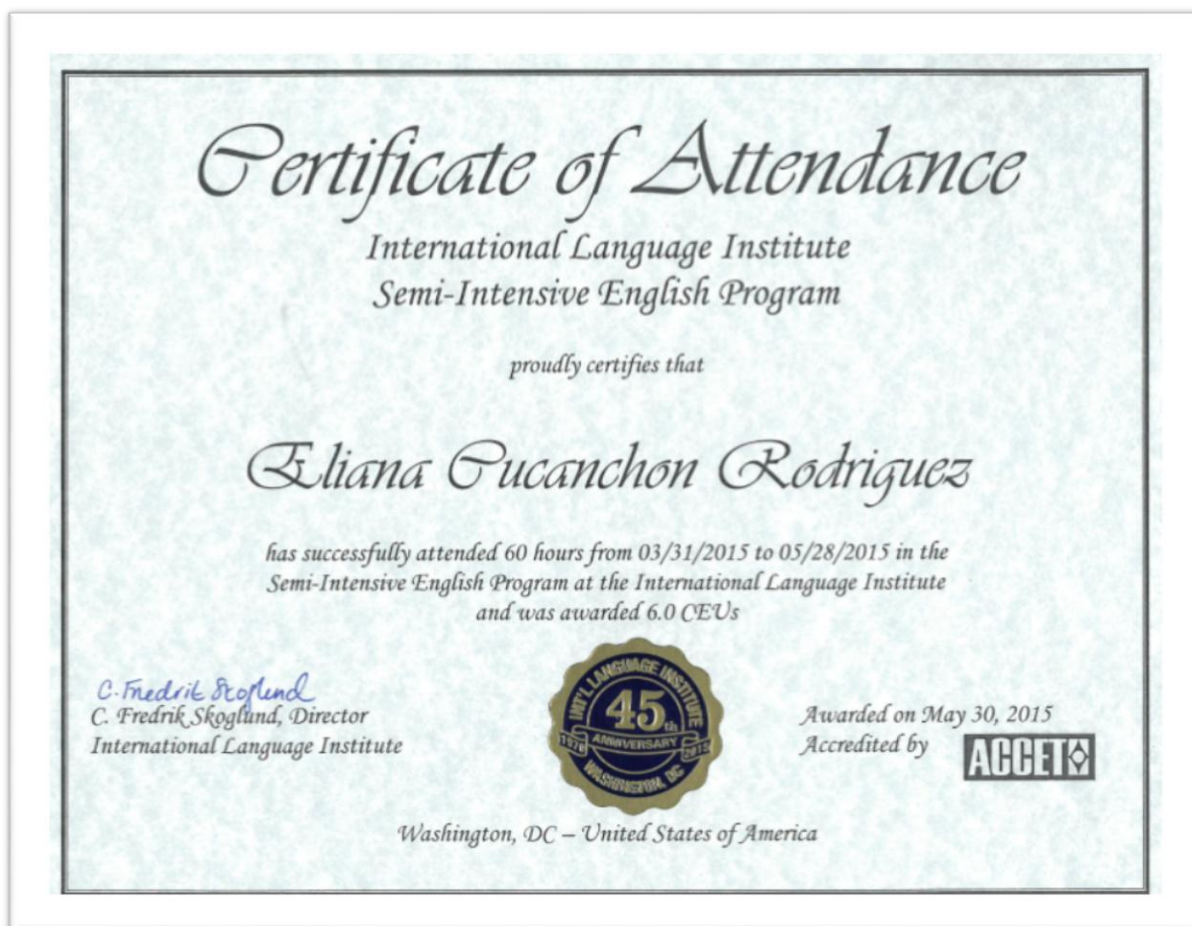 Certificate of Attendance
International Language Institute
Semi-Intensive English Program
proudly certifies that
Eliana Cucanchon Rodriguez
has successfully attended 60 hours from 03/31/2015 to 05/28/2015 in the
Semi-Intensive English Program at the International Language Institute
and was awarded 6.0 CEUs
C. Fredrik Skoglund
C. Fredrik Skoglund, Director
International Language Institute
INT'L LANGUAGE INSTITUTE
45th
ANNIVERSARY
1970 2015
WASHINGTON, DC
Awarded on May 30, 2015
Accredited by
ACCET
Washington, DC – United States of America